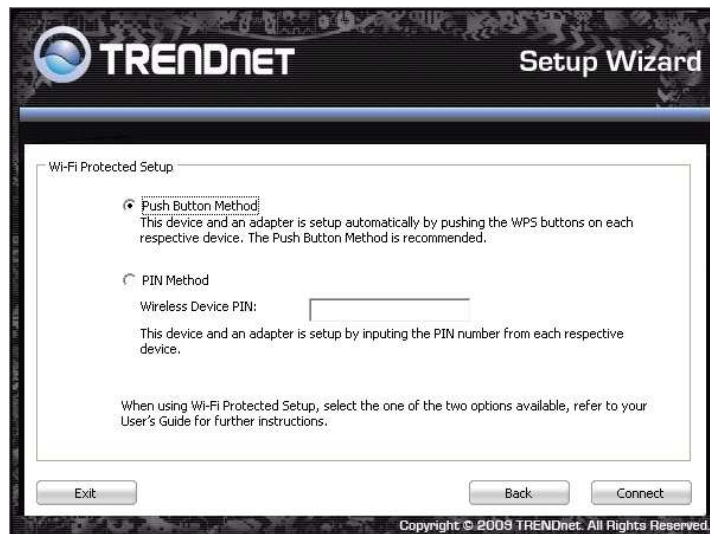 TRENDNET
Setup Wizard
Wi-Fi Protected Setup
Push Button Method
This device and an adapter is setup automatically by pushing the WPS buttons on each
respective device. The Push Button Method is recommended.
PIN Method
Wireless Device PIN:
This device and an adapter is setup by inputing the PIN number from each respective
device.
When using Wi-Fi Protected Setup, select the one of the two options available, refer to your
User's Guide for further instructions.
Exit
Back
Connect
Copyright © 2009 TRENDnet. All Rights Reserved.